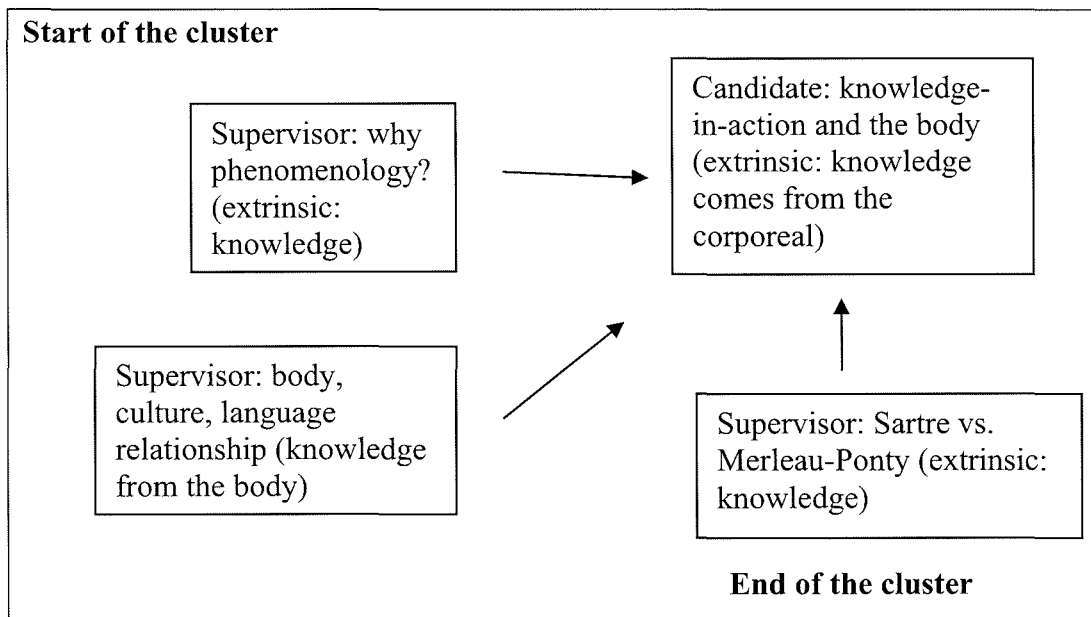 Start of the cluster
Supervisor: why
phenomenology?
(extrinsic:
knowledge)
Candidate: knowledge-
in-action and the body
(extrinsic: knowledge
comes from the
corporeal)
Supervisor: body,
culture, language
relationship (knowledge
from the body)
Supervisor: Sartre vs.
Merleau-Ponty (extrinsic:
knowledge)
End of the cluster